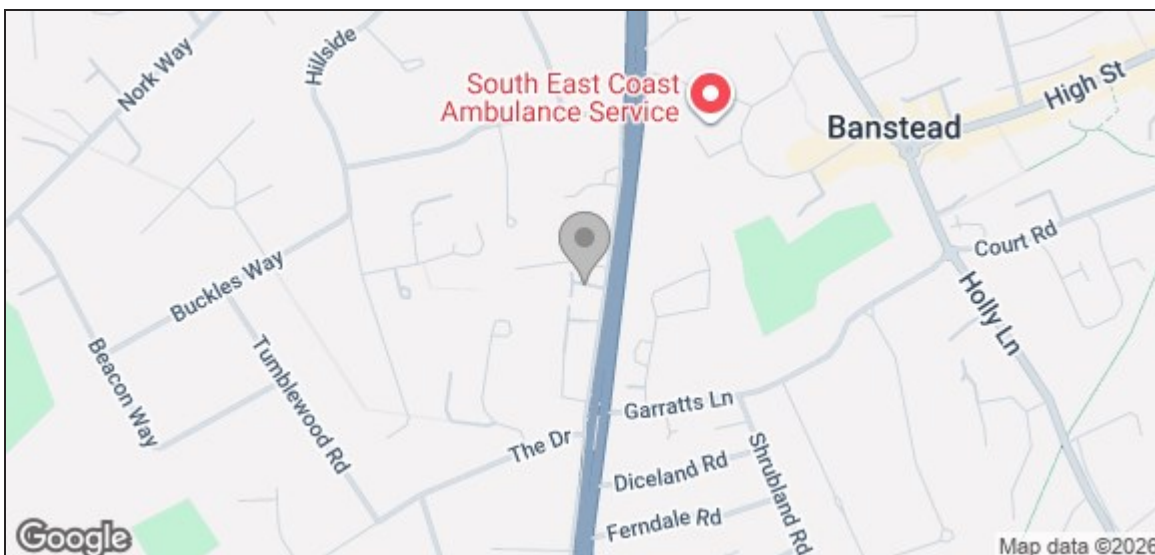 Nork Way
Hillside
South East Coast
Ambulance Service
Banstead
High St
Court Rd
Holly Ln
Buckles Way
Beacon Way
Tumblewood Rd
The Dr
Garratts Ln
Diceland Rd
Shrubland Rd
Ferndale Rd
Google
Map data ©2026